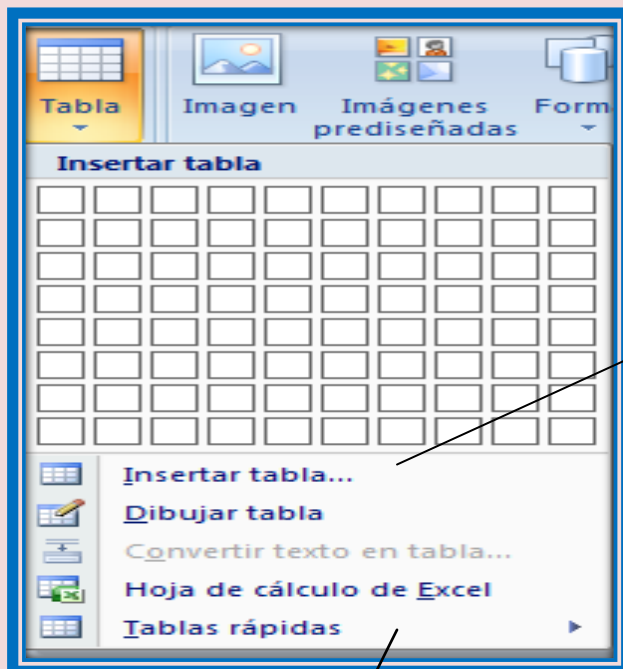 Tabla Imagen Imágenes Form
prediseñadas
Insertar tabla
Insertar tabla...
Dibujar tabla
Convertir texto en tabla...
Hoja de cálculo de Excel
Tablas rápidas